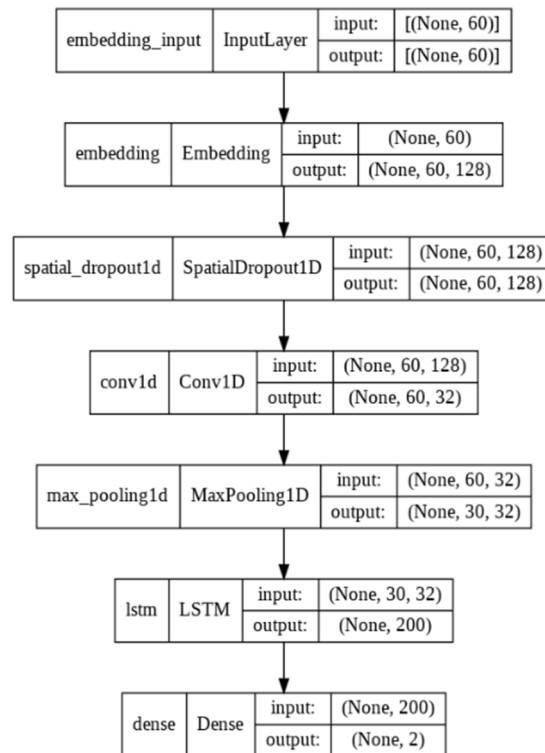 embedding_input InputLayer input: [(None, 60)]
output: [(None, 60)]
embedding Embedding input: (None, 60)
output: (None, 60, 128)
spatial_dropout1d SpatialDropout1D input: (None, 60, 128)
output: (None, 60, 128)
conv1d Conv1D input: (None, 60, 128)
output: (None, 60, 32)
max_pooling1d MaxPooling1D input: (None, 60, 32)
output: (None, 30, 32)
lstm LSTM input: (None, 30, 32)
output: (None, 200)
dense Dense input: (None, 200)
output: (None, 2)